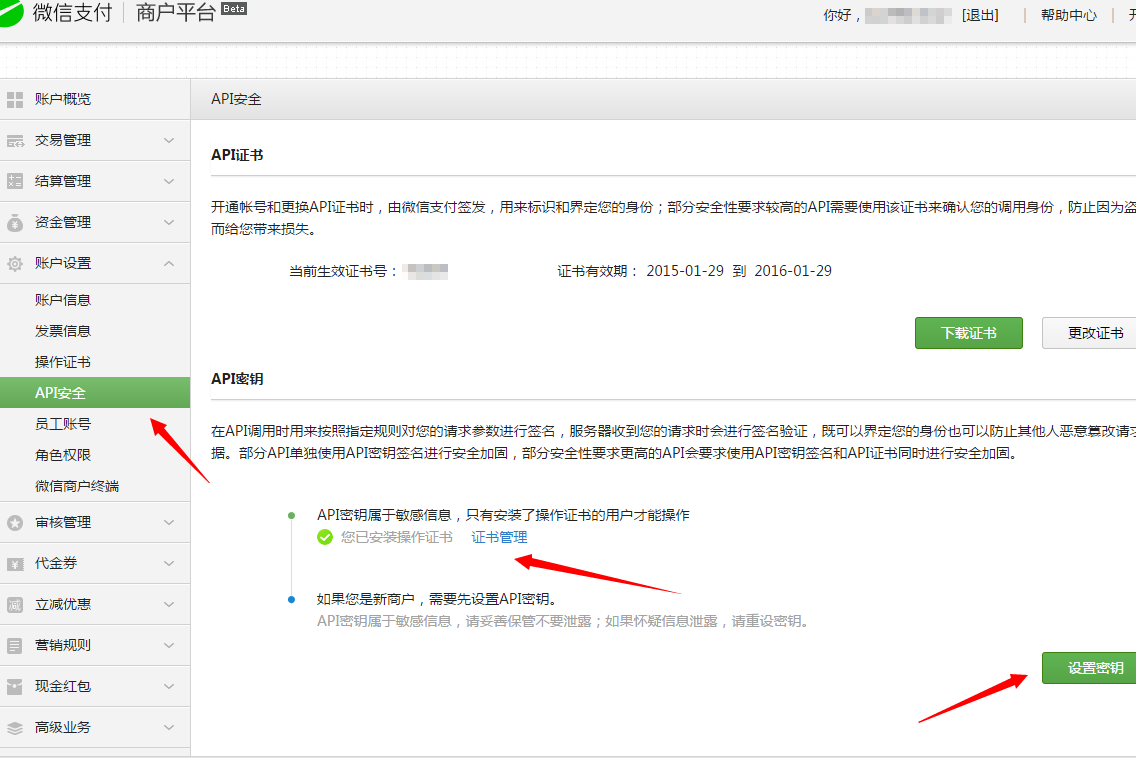 微信支付 商户平台 Beta
你好， [退出] 帮助中心
账户概览
交易管理
结算管理
资金管理
账户设置
账户信息
发票信息
操作证书
API安全
员工账号
角色权限
微信商户终端
审核管理
代金券
立减优惠
营销规则
现金红包
高级业务
API安全
API证书
开通帐号和更换API证书时，由微信支付签发，用来标识和界定您的身份；部分安全性要求较高的API需要使用该证书来确认您的调用身份，防止因为盗
而给您带来损失。
当前生效证书号： 证书有效期： 2015-01-29 到 2016-01-29
下载证书 更改证书
API密钥
在API调用时用来按照指定规则对您的请求参数进行签名，服务器收到您的请求时会进行签名验证，既可以界定您的身份也可以防止其他人恶意篡改请求
据。部分API单独使用API密钥签名进行安全加固，部分安全性要求更高的API会要求使用API密钥签名和API证书同时进行安全加固。
API密钥属于敏感信息，只有安装了操作证书的用户才能操作
您已安装操作证书 证书管理
如果您是新商户，需要先设置API密钥。
API密钥属于敏感信息，请妥善保管不要泄露；如果怀疑信息泄露，请重设密钥。
设置密钥